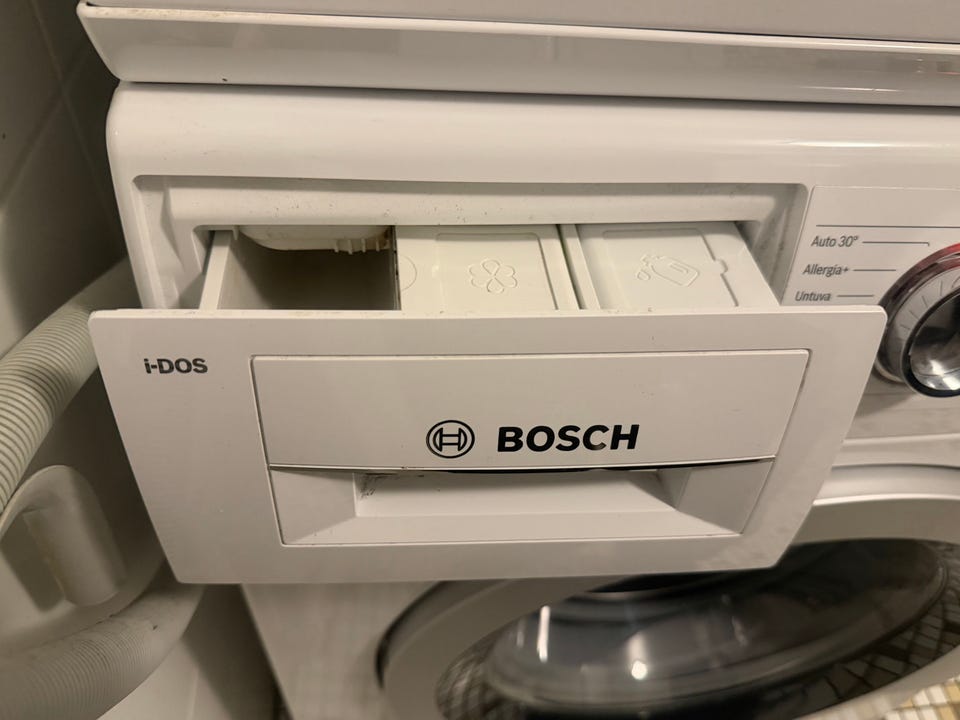 Auto 30°
Allergia+
Untuva
i-DOS
BOSCH